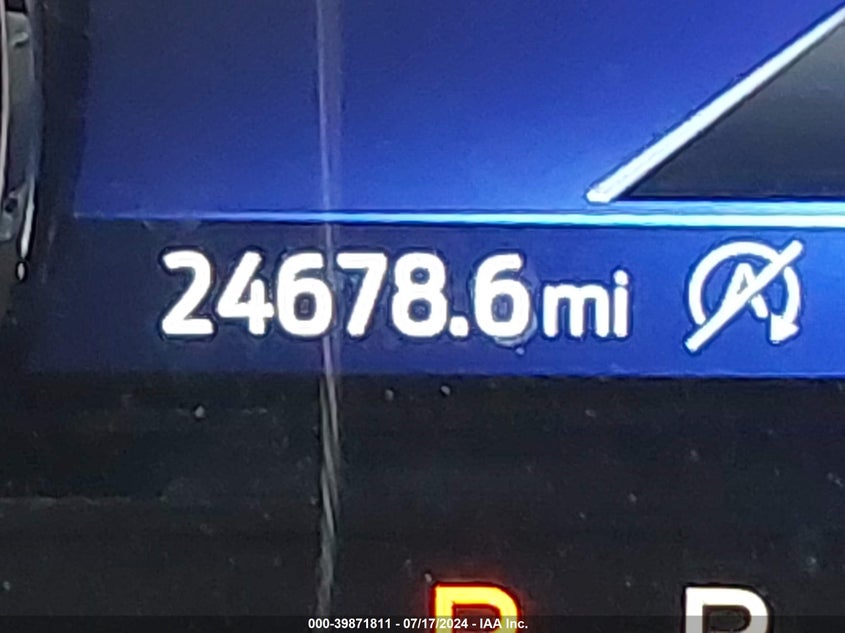 24678.6mi
A
P R
000-39871811 - 07/17/2024 - IAA Inc.